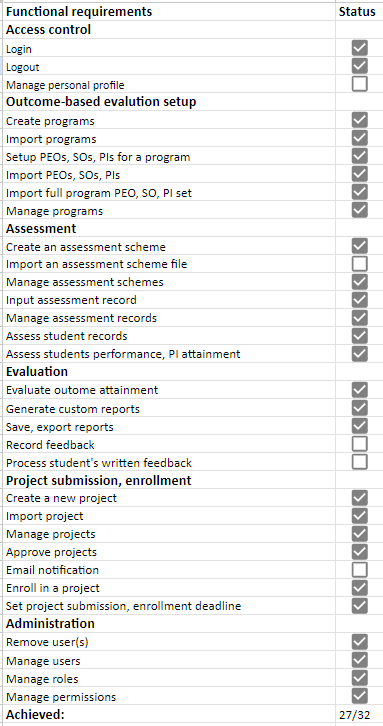 Functional requirements Status
Access control
Login
Logout
Manage personal profile
Outcome-based evalution setup
Create programs
Import programs
Setup PEOs, SOs, PIs for a program
Import PEOs, SOs, PIs
Import full program PEO, SO, PI set
Manage programs
Assessment
Create an assessment scheme
Import an assessment scheme file
Manage assessment schemes
Input assessment record
Manage assessment records
Assess student records
Assess students performance, PI attainment
Evaluation
Evaluate outome attainment
Generate custom reports
Save, export reports
Record feedback
Process student's written feedback
Project submission, enrollment
Create a new project
Import project
Manage projects
Approve projects
Email notification
Enroll in a project
Set project submission, enrollment deadline
Administration
Remove user(s)
Manage users
Manage roles
Manage permissions
Achieved: 27/32